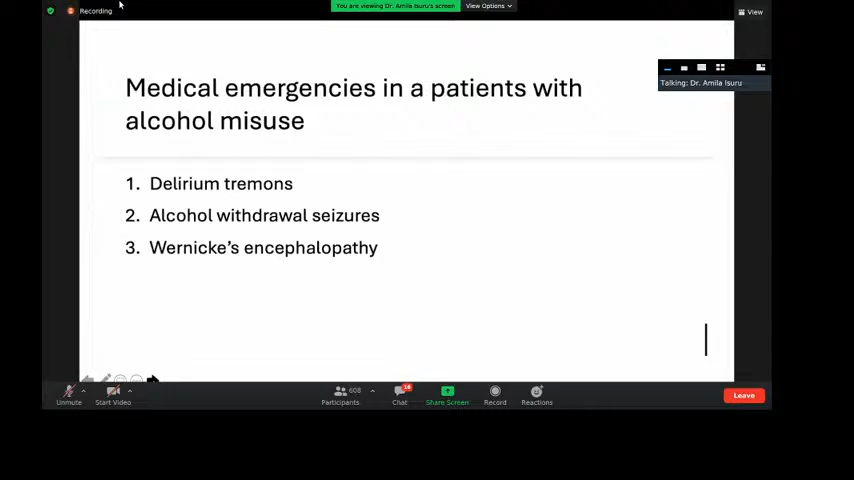 Recording
You are viewing Dr. Amila Isuru's screen
View Options
View
Medical emergencies in a patients with
alcohol misuse
Talking: Dr. Amila Isuru
1. Delirium tremons
2. Alcohol withdrawal seizures
3. Wernicke's encephalopathy
Unmute
Start Video
608
Participants
18
Chat
Share Screen
Record
Reactions
Leave